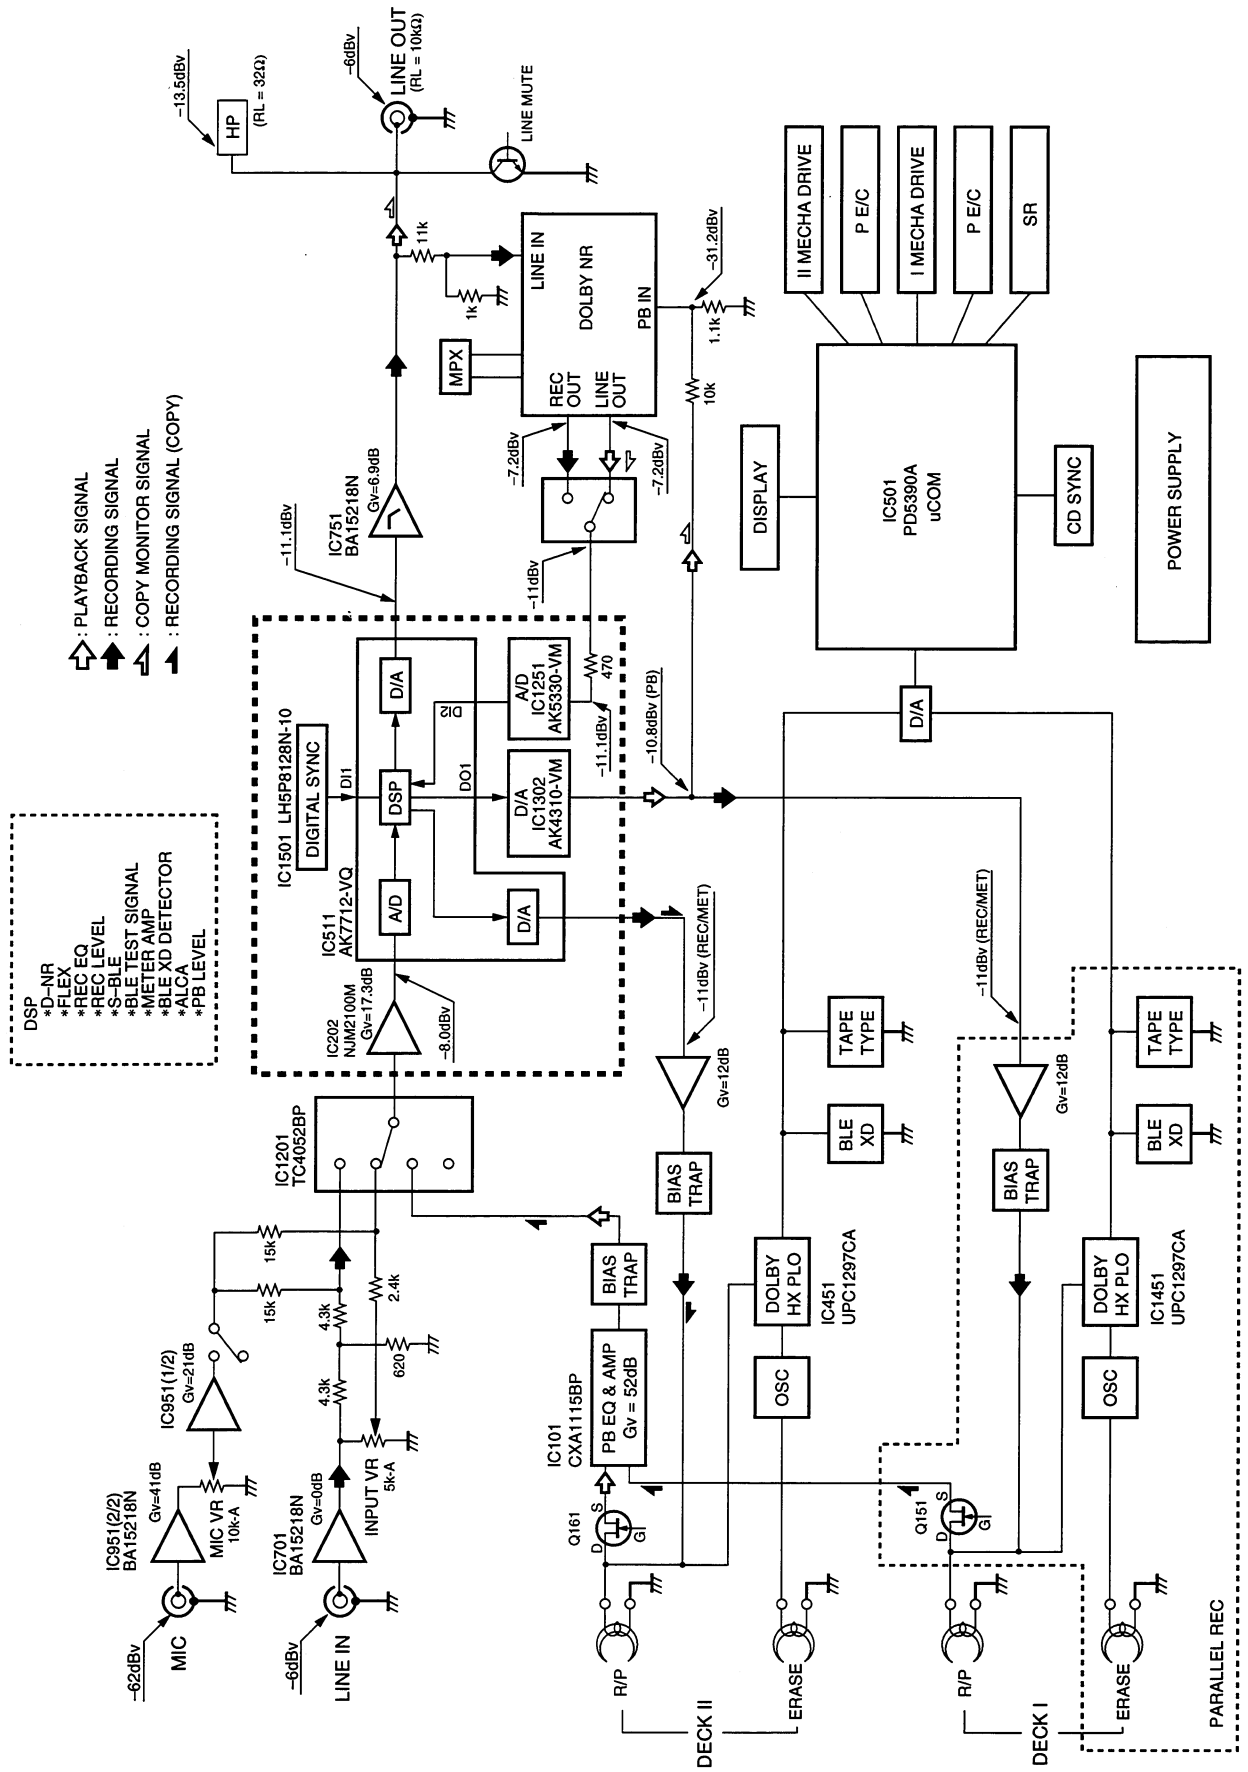 : PLAYBACK SIGNAL
: RECORDING SIGNAL
: COPY MONITOR SIGNAL
: RECORDING SIGNAL (COPY)
DSP
*D–NR
*FLEX
*REC EQ
*REC LEVEL
*S–BLE
*BLE TEST SIGNAL
*METER AMP
*BLE XD DETECTOR
*ALCA
*PB LEVEL
–62dBv
MIC
IC951(2/2)
BA15218N
Gv=41dB
MIC VR
10k-A
IC951(1/2)
Gv=21dB
15k
15k
–6dBv
LINE IN
IC701
BA15218N
Gv=0dB
INPUT VR
5k-A
4.3k
4.3k
620
2.4k
IC1201
TC4052BP
IC202
NJM2100M
Gv=17.3dB
–8.0dBv
IC511
AK7712-VQ
A/D
DSP
D/A
D/A
IC1501 LH5P8128N-10
DIGITAL SYNC
DI1
DI2
DO1
D/A
IC1302
AK4310-VM
A/D
IC1251
AK5330-VM
470
–11.1dBv
–11.1dBv
IC751
BA15218N
Gv=6.9dB
–13.5dBv
HP
(RL = 32Ω)
–6dBv
LINE OUT
(RL = 10kΩ)
LINE MUTE
11k
1k
MPX
LINE IN
DOLBY NR
REC
OUT
LINE
OUT
PB IN
–7.2dBv
–7.2dBv
–11dBv
–31.2dBv
1.1k
10k
–10.8dBv (PB)
–11dBv (REC/MET)
Gv=12dB
BIAS
TRAP
–11dBv (REC/MET)
Gv=12dB
BIAS
TRAP
BIAS
TRAP
IC101
CXA1115BP
PB EQ & AMP
Gv = 52dB
Q161
D
S
G
R/P
DECK II
ERASE
OSC
DOLBY
HX PLO
IC451
UPC1297CA
BLE
XD
TAPE
TYPE
Q151
D
S
G
R/P
DECK I
ERASE
OSC
DOLBY
HX PLO
IC1451
UPC1297CA
BLE
XD
TAPE
TYPE
PARALLEL REC
D/A
DISPLAY
IC501
PD5390A
uCOM
CD SYNC
II MECHA DRIVE
P E/C
I MECHA DRIVE
P E/C
SR
POWER SUPPLY